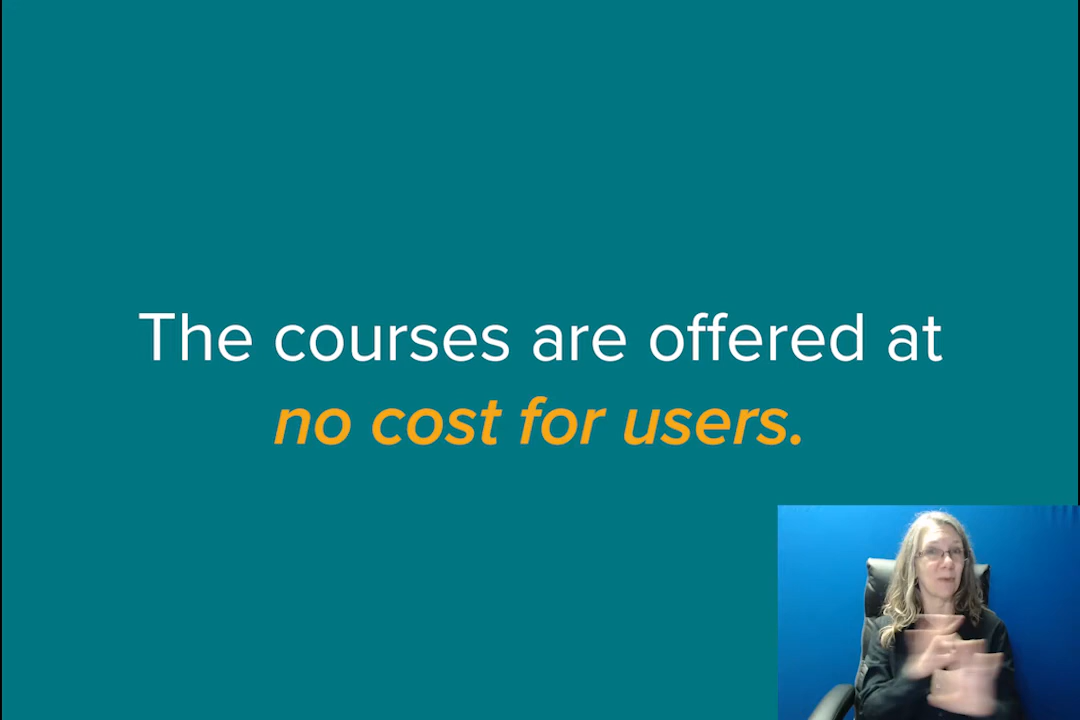 The courses are offered at
no cost for users.